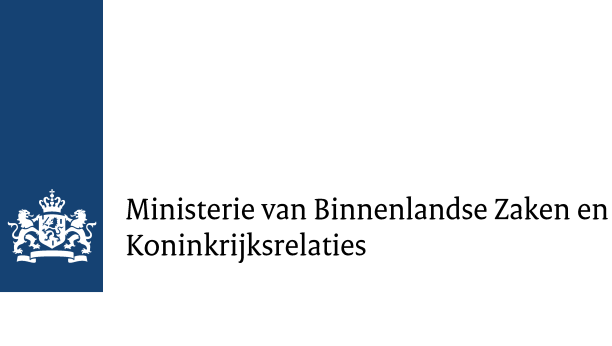 Ministerie van Binnenlandse Zaken en
Koninkrijksrelaties